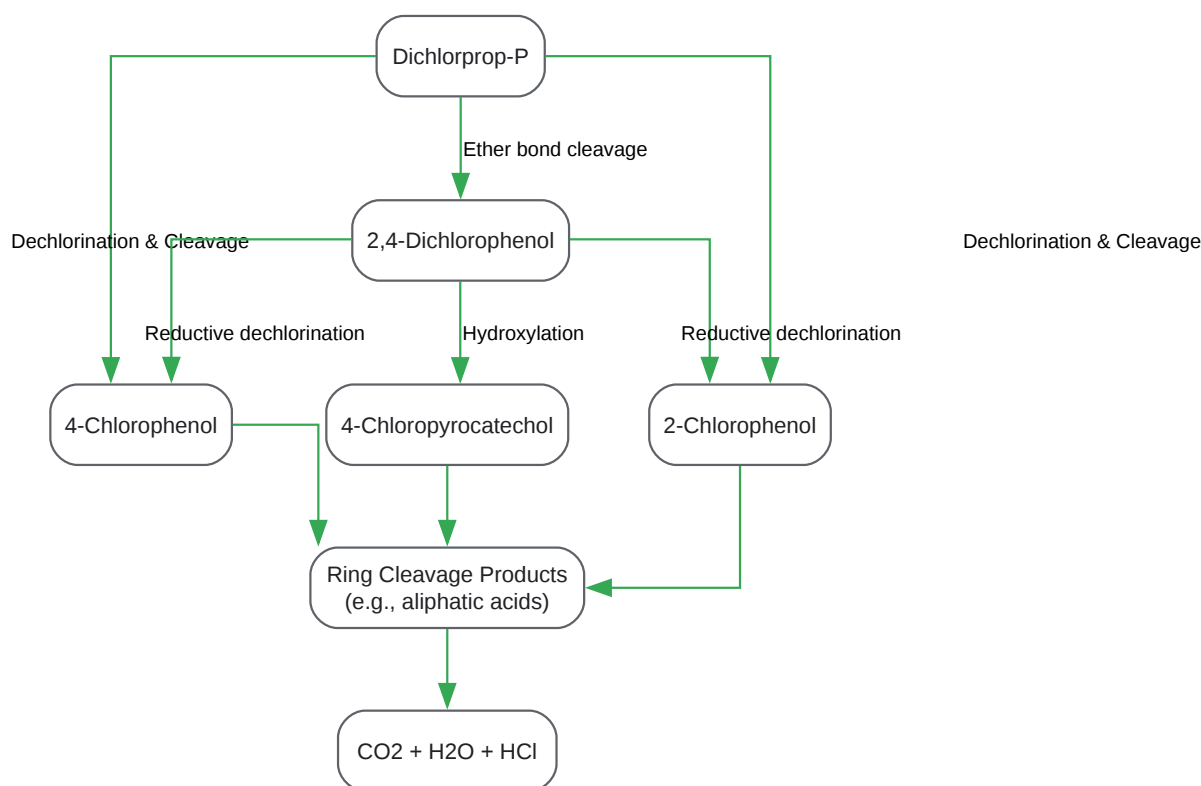 Dichlorprop-P
Ether bond cleavage
Dechlorination & Cleavage
2,4-Dichlorophenol
Dechlorination & Cleavage
Reductive dechlorination
Hydroxylation
Reductive dechlorination
4-Chlorophenol
4-Chloropyrocatechol
2-Chlorophenol
Ring Cleavage Products
(e.g., aliphatic acids)
CO2 + H2O + HCl